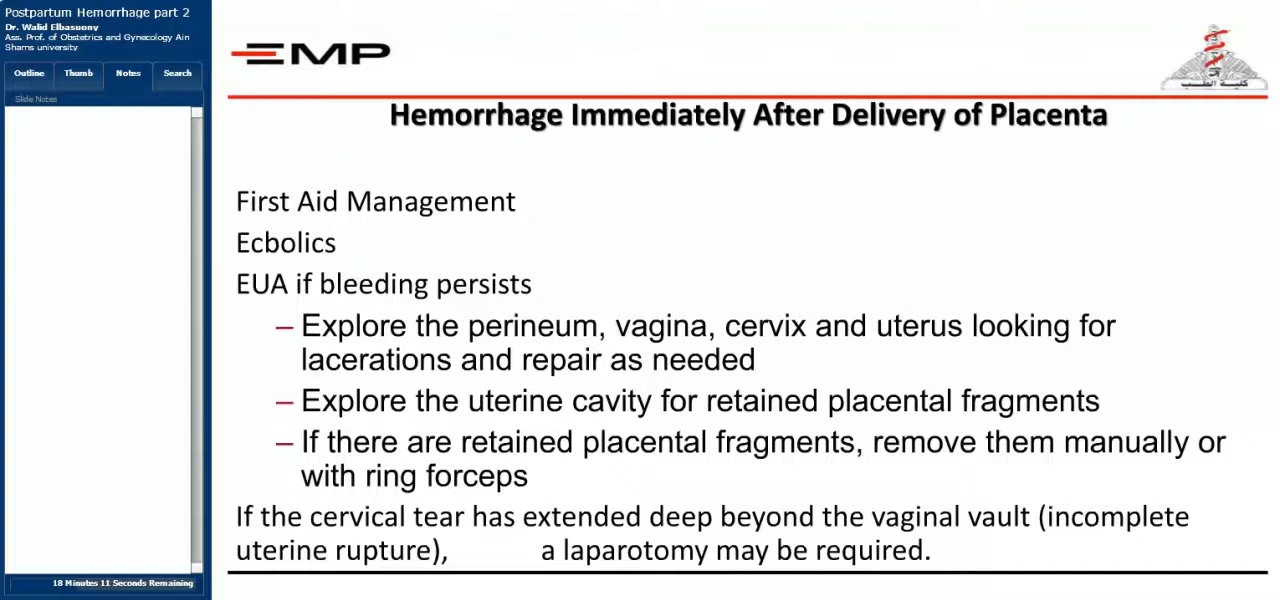 Postpartum Hemorrhage part 2
Dr. Walid Elbasuony
Ass. Prof. of Obstetrics and Gynecology Ain
Shams university
Outline Thumb Notes Search
Slide Notes
18 Minutes 11 Seconds Remaining
EMP
كلية الطب
Hemorrhage Immediately After Delivery of Placenta
First Aid Management
Ecbolics
EUA if bleeding persists
– Explore the perineum, vagina, cervix and uterus looking for
lacerations and repair as needed
– Explore the uterine cavity for retained placental fragments
– If there are retained placental fragments, remove them manually or
with ring forceps
If the cervical tear has extended deep beyond the vaginal vault (incomplete
uterine rupture), a laparotomy may be required.